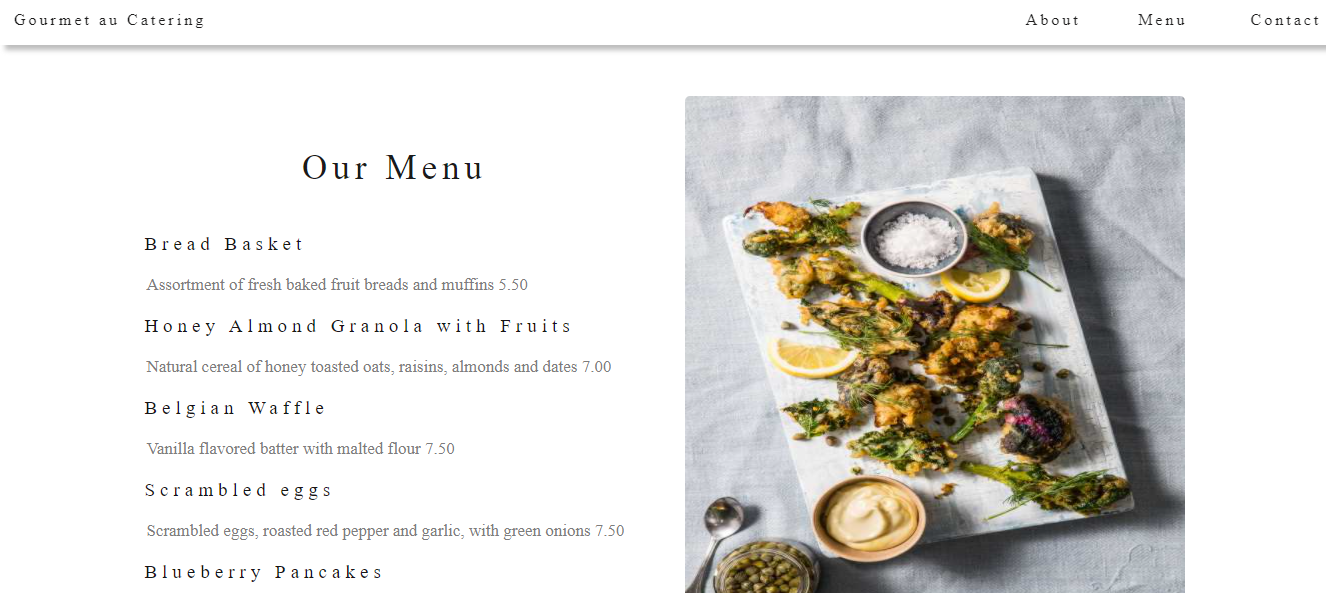 Gourmet au Catering
About Menu Contact
Our Menu
Bread Basket
Assortment of fresh baked fruit breads and muffins 5.50
Honey Almond Granola with Fruits
Natural cereal of honey toasted oats, raisins, almonds and dates 7.00
Belgian Waffle
Vanilla flavored batter with malted flour 7.50
Scrambled eggs
Scrambled eggs, roasted red pepper and garlic, with green onions 7.50
Blueberry Pancakes